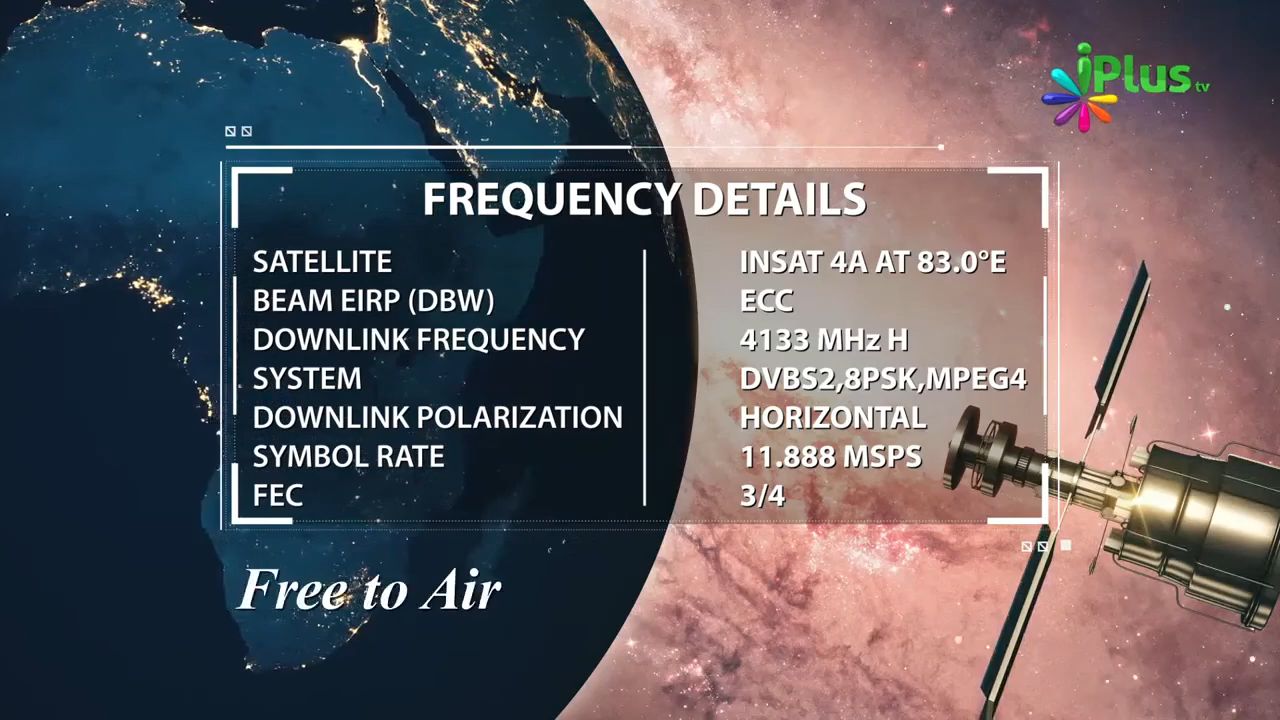 iPlus tv
FREQUENCY DETAILS
SATELLITE INSAT 4A AT 83.0°E
BEAM EIRP (DBW) ECC
DOWNLINK FREQUENCY 4133 MHz H
SYSTEM DVBS2,8PSK,MPEG4
DOWNLINK POLARIZATION HORIZONTAL
SYMBOL RATE 11.888 MSPS
FEC 3/4
Free to Air